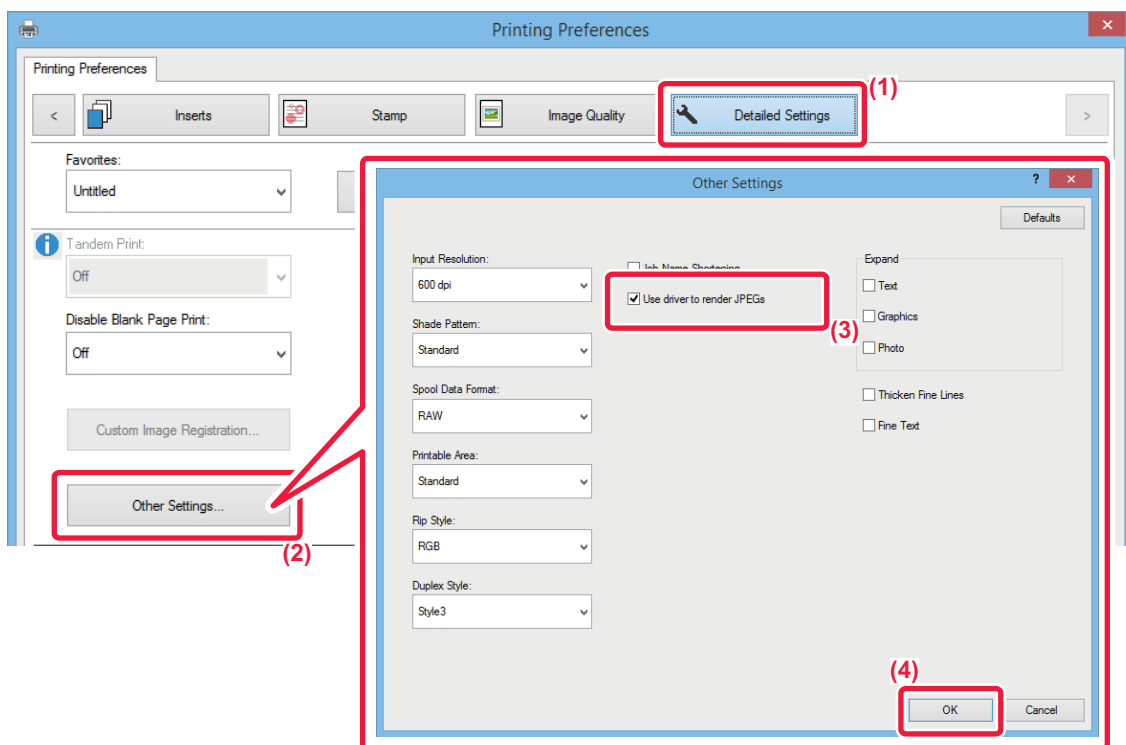 Printing Preferences
Printing Preferences
(1)
< Inserts Stamp Image Quality Detailed Settings >
Favorites:
Untitled
Tandem Print:
Off
Disable Blank Page Print:
Off
Custom Image Registration...
Other Settings...
(2)
Other Settings
?
Defaults
Input Resolution:
600 dpi
Shade Pattern:
Standard
Spool Data Format:
RAW
Printable Area:
Standard
Rip Style:
RGB
Duplex Style:
Style3
Job Name Shortening
Use driver to render JPEGs
(3)
Expand
Text
Graphics
Photo
Thicken Fine Lines
Fine Text
(4)
OK Cancel